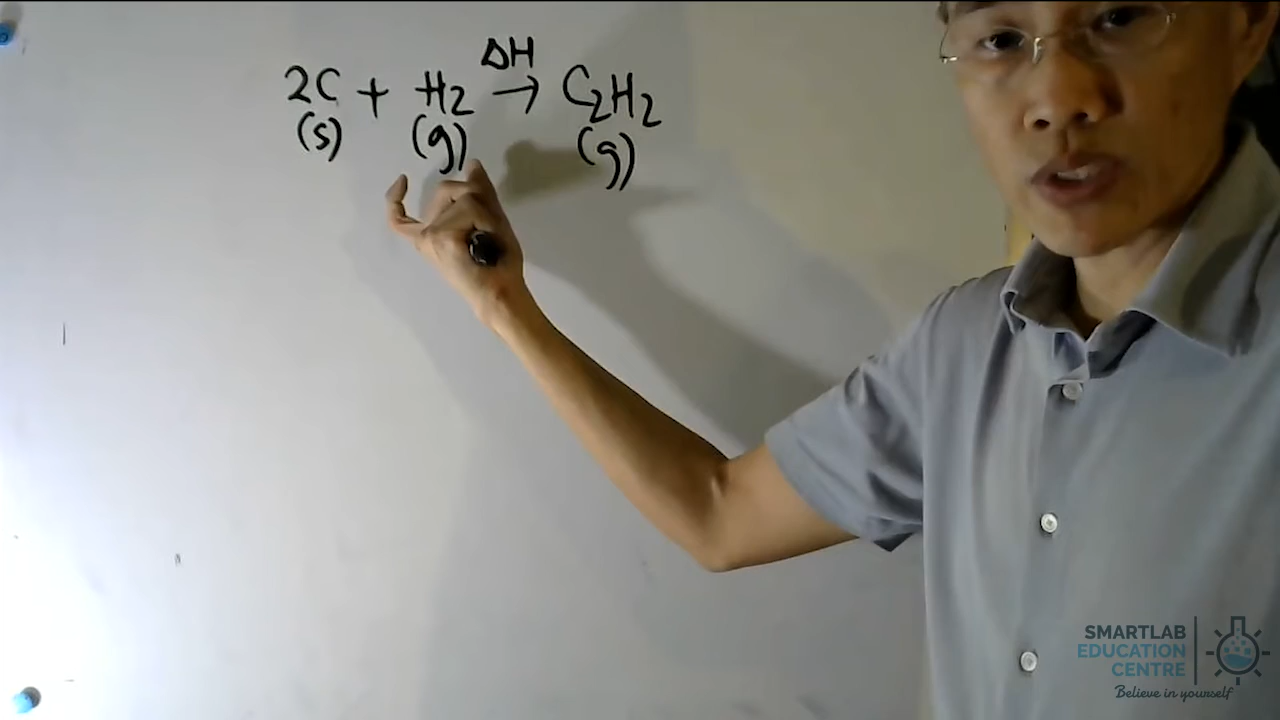 ΔH
2C + H2 → C2H2
(s) (g) (g)
SMARTLAB
EDUCATION
CENTRE
Believe in yourself